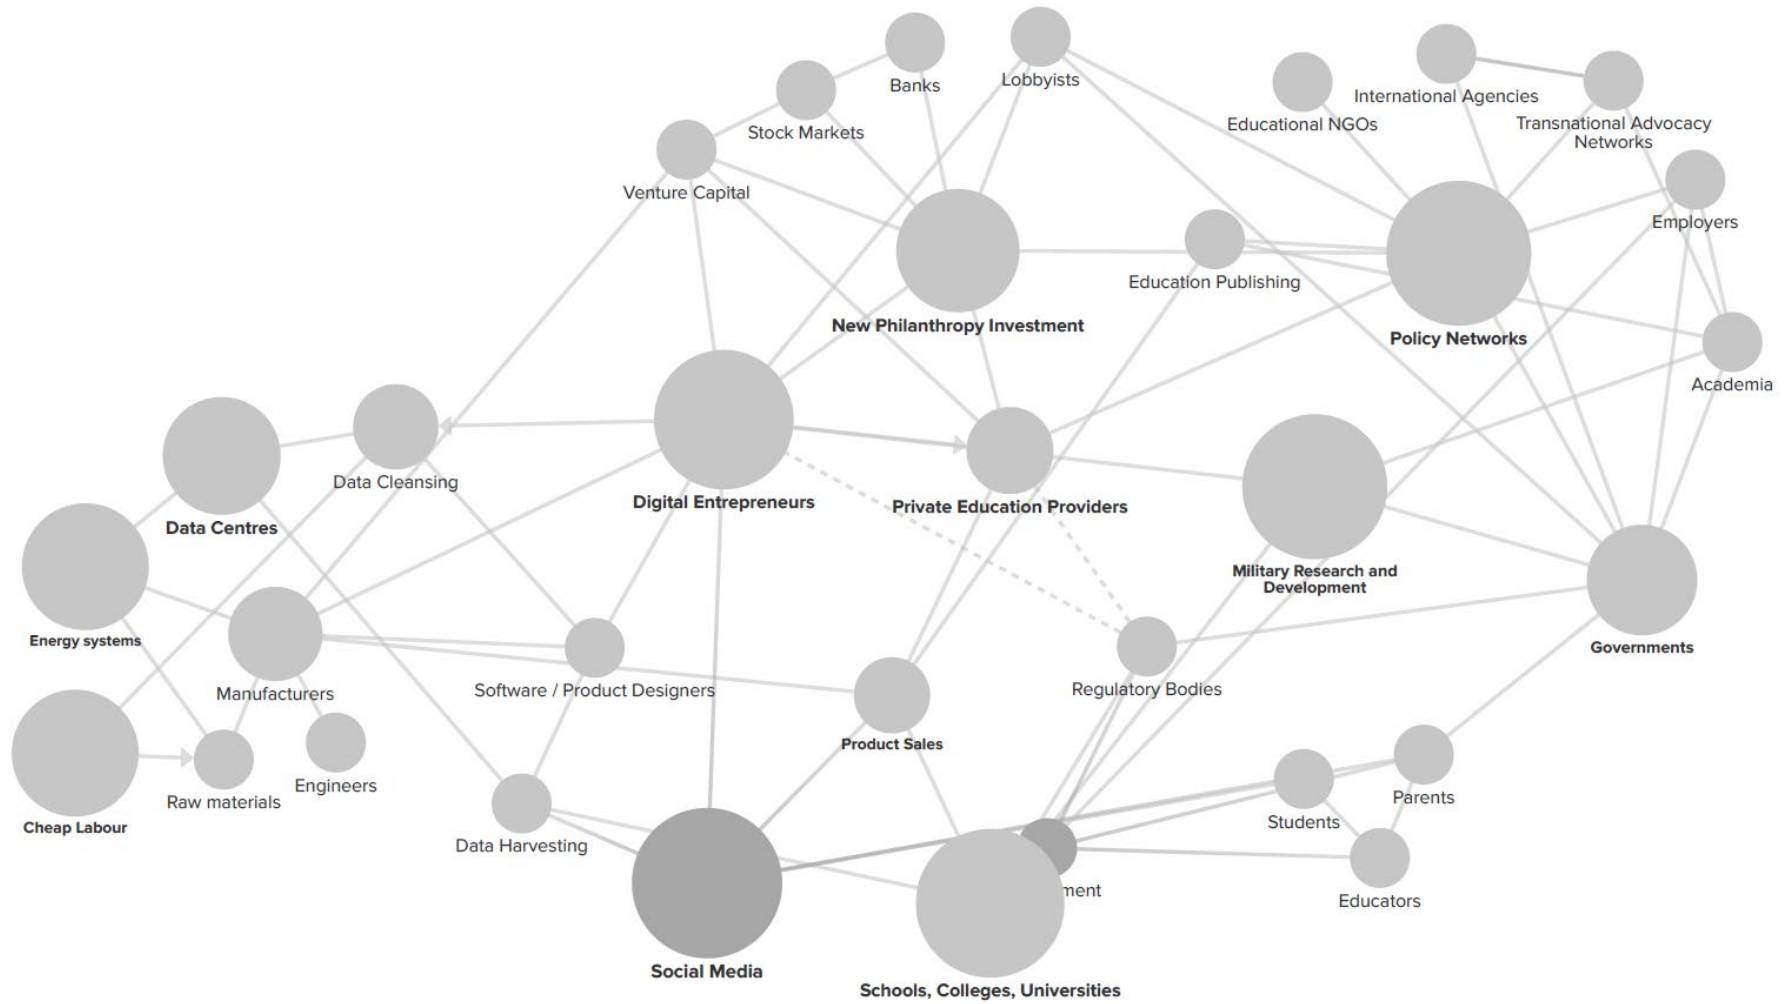 Banks
Lobbyists
Stock Markets
Educational NGOs
International Agencies
Transnational Advocacy
Networks
Venture Capital
Employers
Education Publishing
New Philanthropy Investment
Policy Networks
Academia
Data Cleansing
Digital Entrepreneurs
Private Education Providers
Data Centres
Military Research and
Development
Energy systems
Governments
Manufacturers
Software / Product Designers
Regulatory Bodies
Product Sales
Engineers
Raw materials
Parents
Students
Cheap Labour
Data Harvesting
ment
Educators
Social Media
Schools, Colleges, Universities